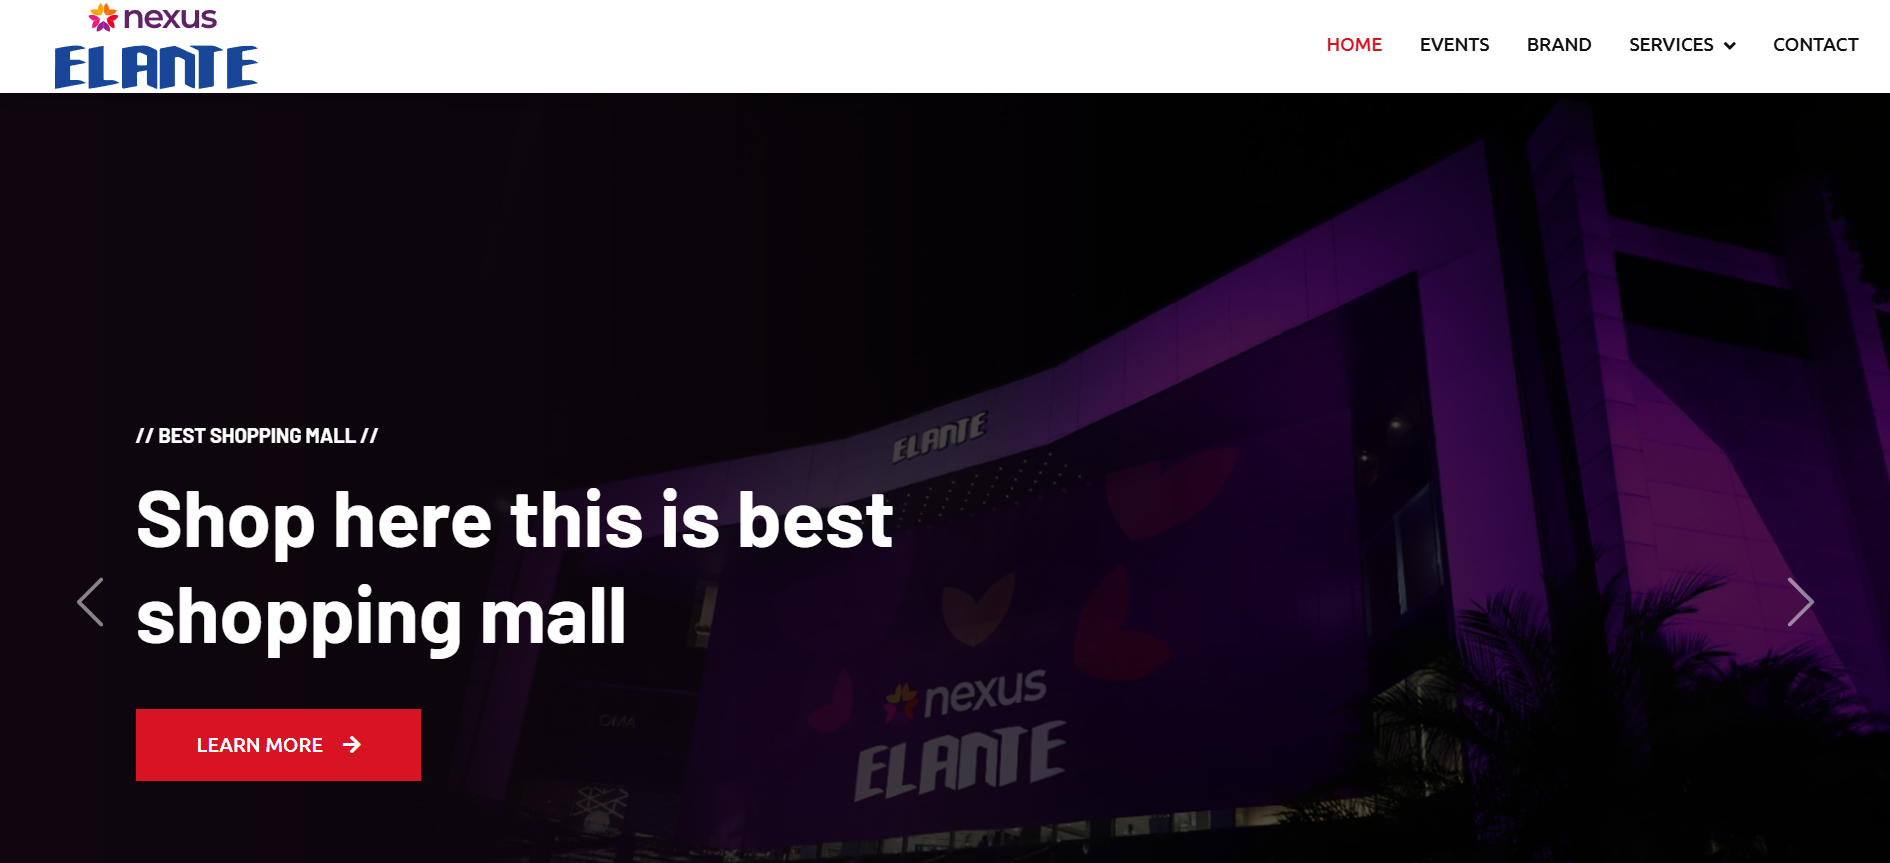 nexus
ELANTE
HOME EVENTS BRAND SERVICES CONTACT
ELANTE
// BEST SHOPPING MALL //
Shop here this is best
shopping mall
nexus
ELANTE
LEARN MORE